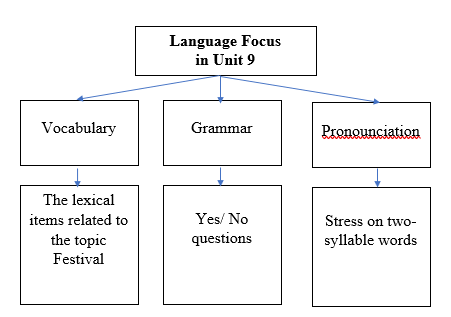 Language Focus
in Unit 9
Vocabulary
Grammar
Pronounciation
The lexical
items related to
the topic
Festival
Yes/ No
questions
Stress on two-
syllable words